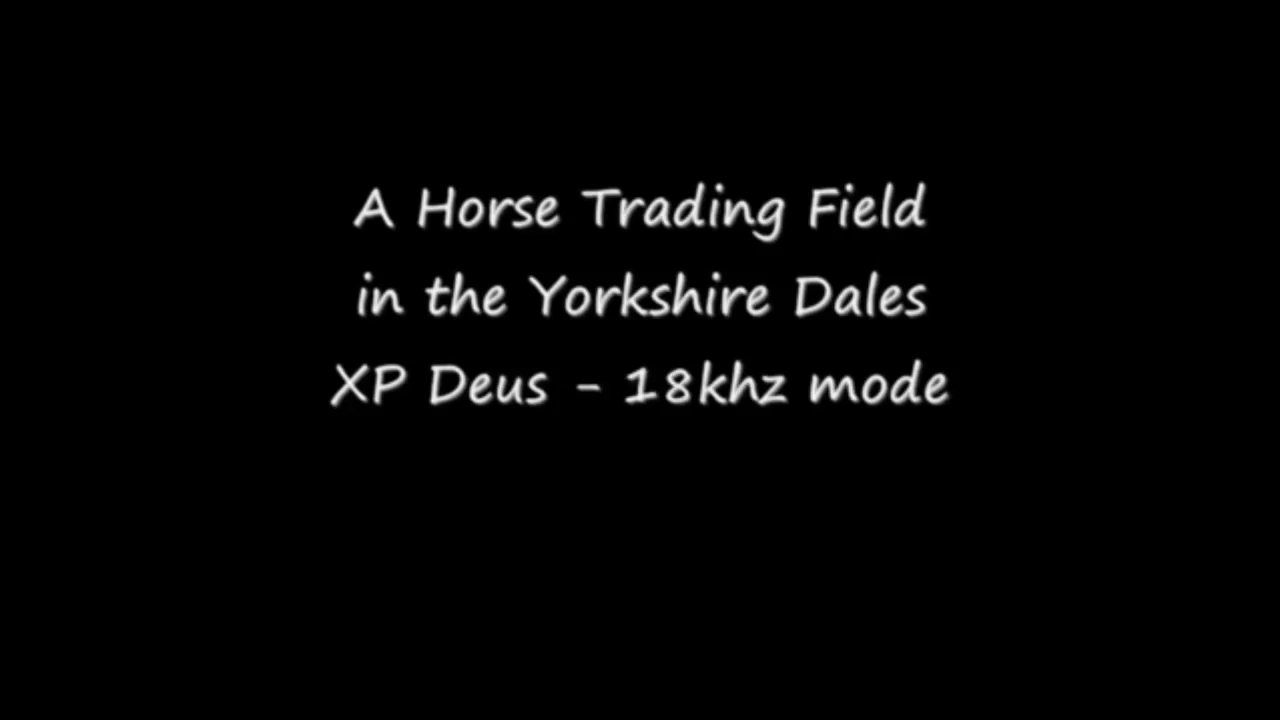 A Horse Trading Field
in the Yorkshire Dales
XP Deus - 18khz mode